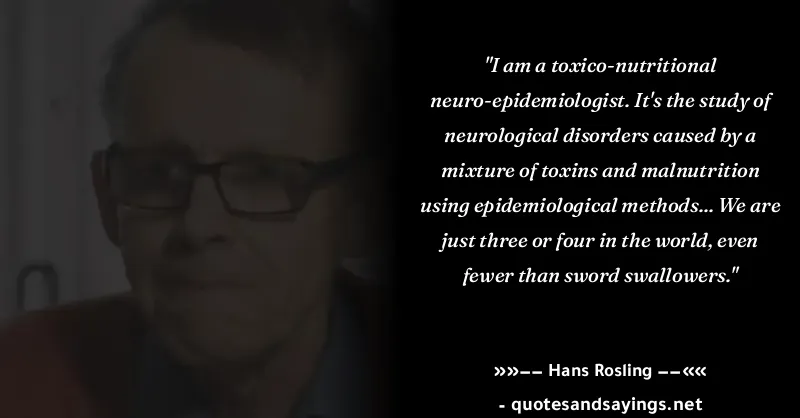 "I am a toxico-nutritional
neuro-epidemiologist. It's the study of
neurological disorders caused by a
mixture of toxins and malnutrition
using epidemiological methods... We are
just three or four in the world, even
fewer than sword swallowers."
»»−− Hans Rosling −−««
- quotesandsayings.net